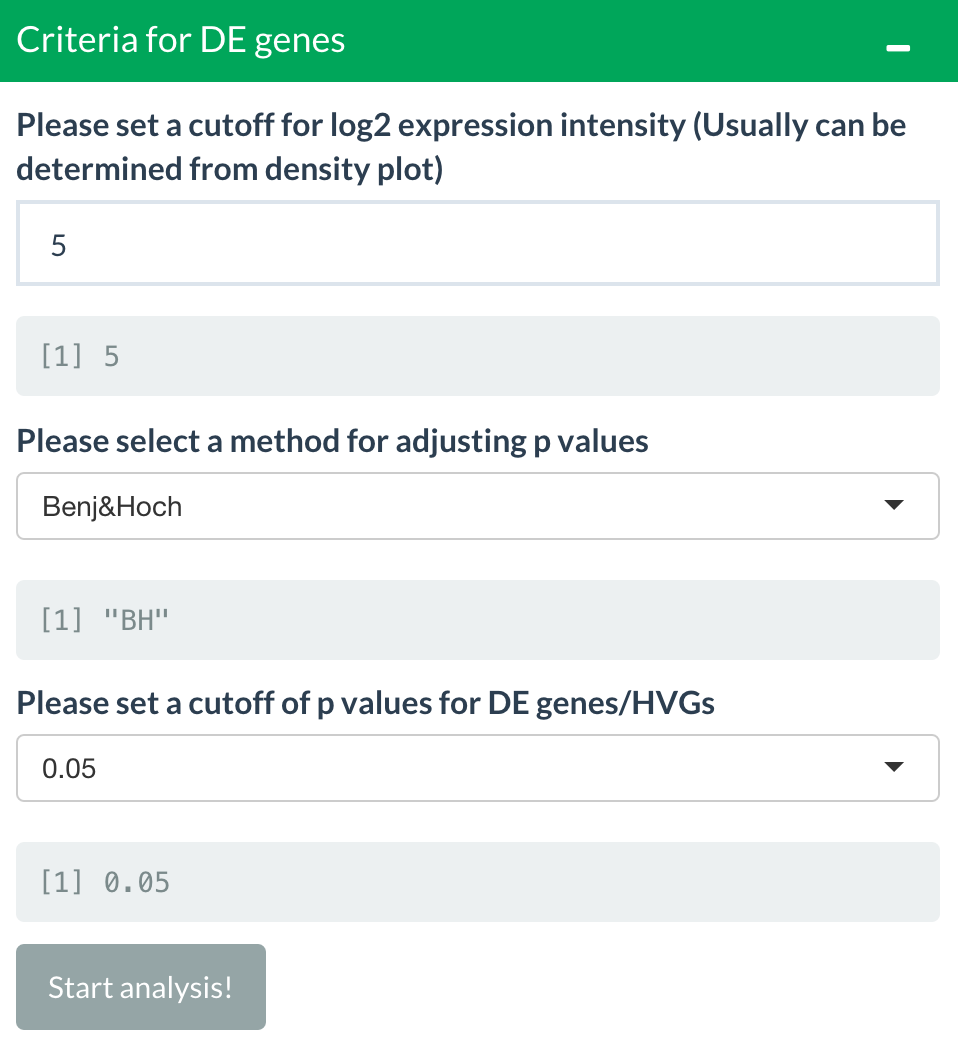 Criteria for DE genes
Please set a cutoff for log2 expression intensity (Usually can be
determined from density plot)
5
[1] 5
Please select a method for adjusting p values
Benj&Hoch
[1] "BH"
Please set a cutoff of p values for DE genes/HVGs
0.05
[1] 0.05
Start analysis!